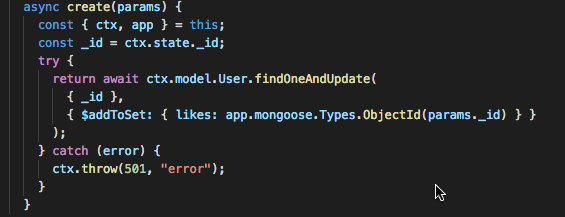 async create(params) {
const { ctx, app } = this;
const _id = ctx.state._id;
try {
return await ctx.model.User.findOneAndUpdate(
{ _id },
{ $addToSet: { likes: app.mongoose.Types.ObjectId(params._id) } }
);
} catch (error) {
ctx.throw(501, "error");
}
}